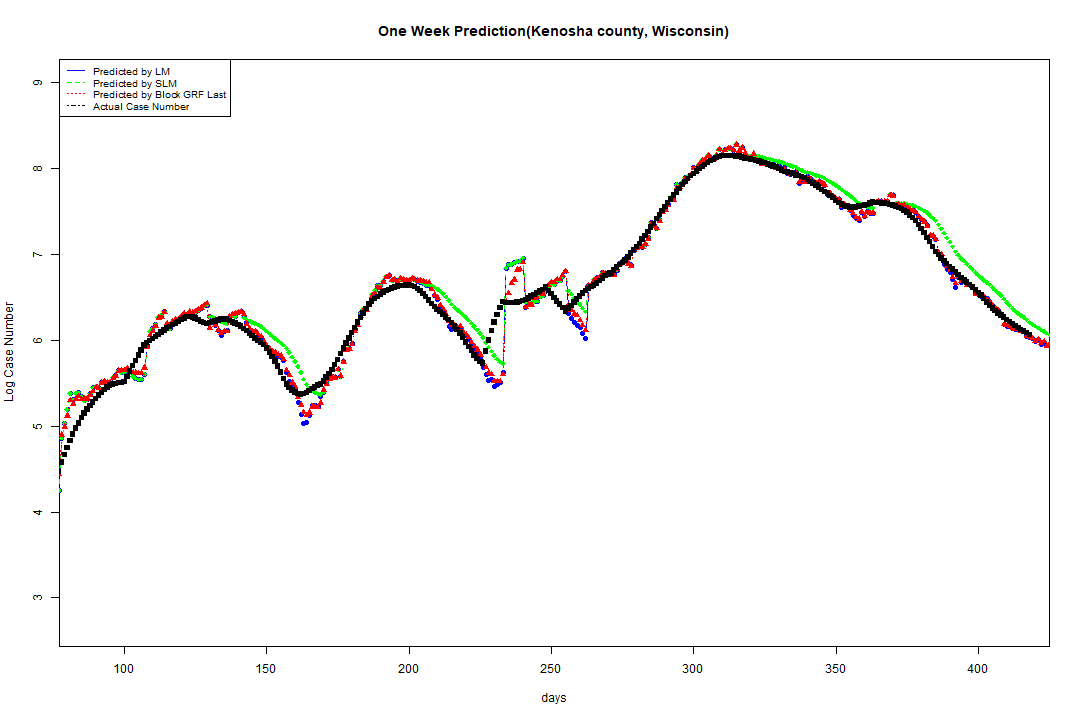 One Week Prediction(Kenosha county, Wisconsin)
Predicted by LM
Predicted by SLM
Predicted by Block GRF Last
Actual Case Number
9
8
7
6
5
4
3
Log Case Number
100 150 200 250 300 350 400
days